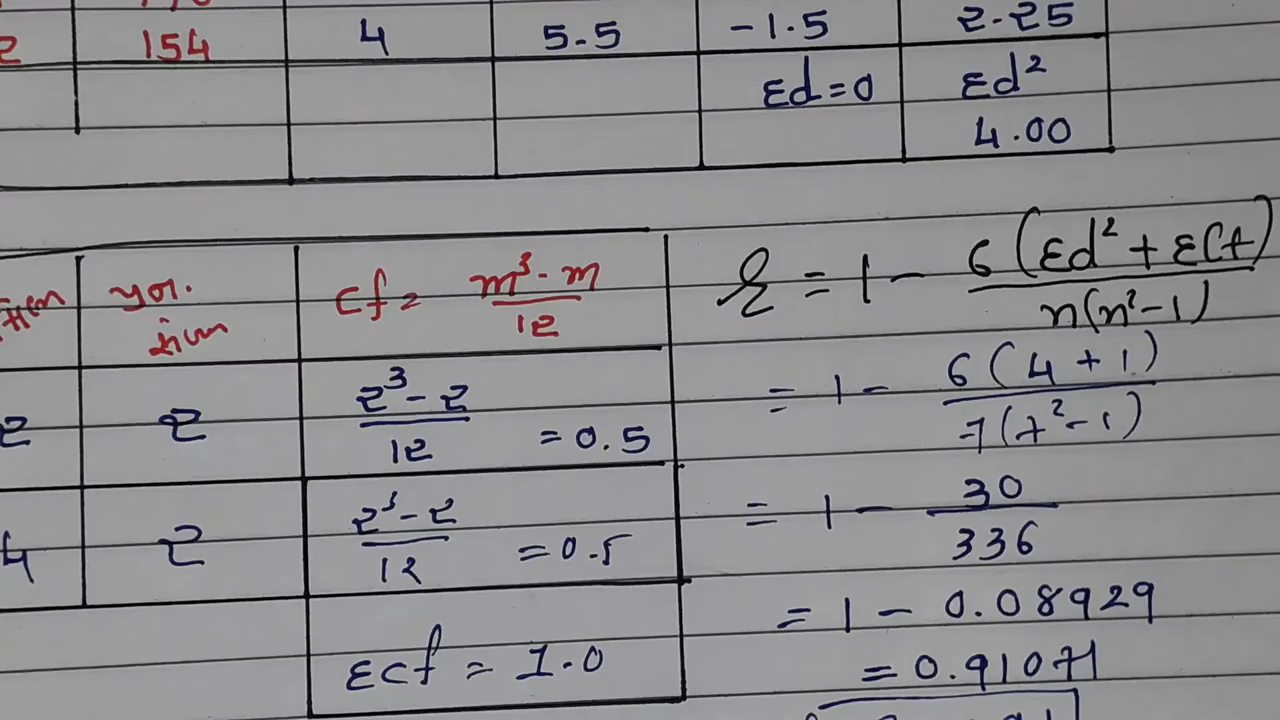 154 4 5.5 -1.5 2.25
Σd=0 Σd²
4.00
cf = m³-m/12
r = 1 - 6(Σd² + Σcf)/n(n²-1)
2 2³-2/12 = 0.5
= 1 - 6(4+1)/7(7²-1)
4 2 2³-2/12 = 0.5
= 1 - 30/336
= 1 - 0.08929
Σcf = 1.0
= 0.91071